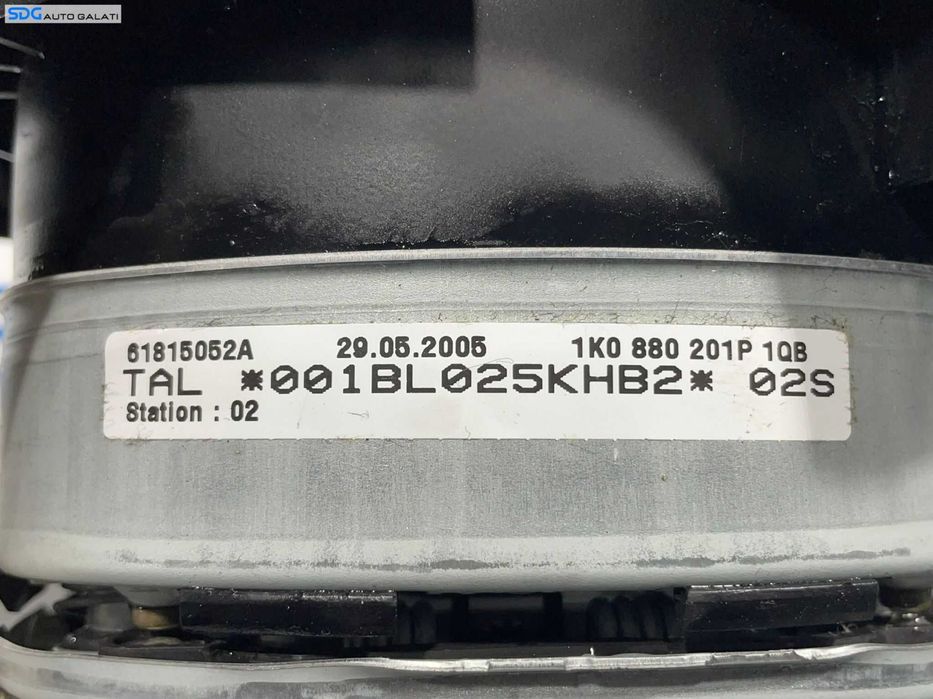 SDG AUTO GALATI
61815052A 29.05.2005 1K0 880 201P 1QB
TAL *001BL025KHB2* 02S
Station : 02